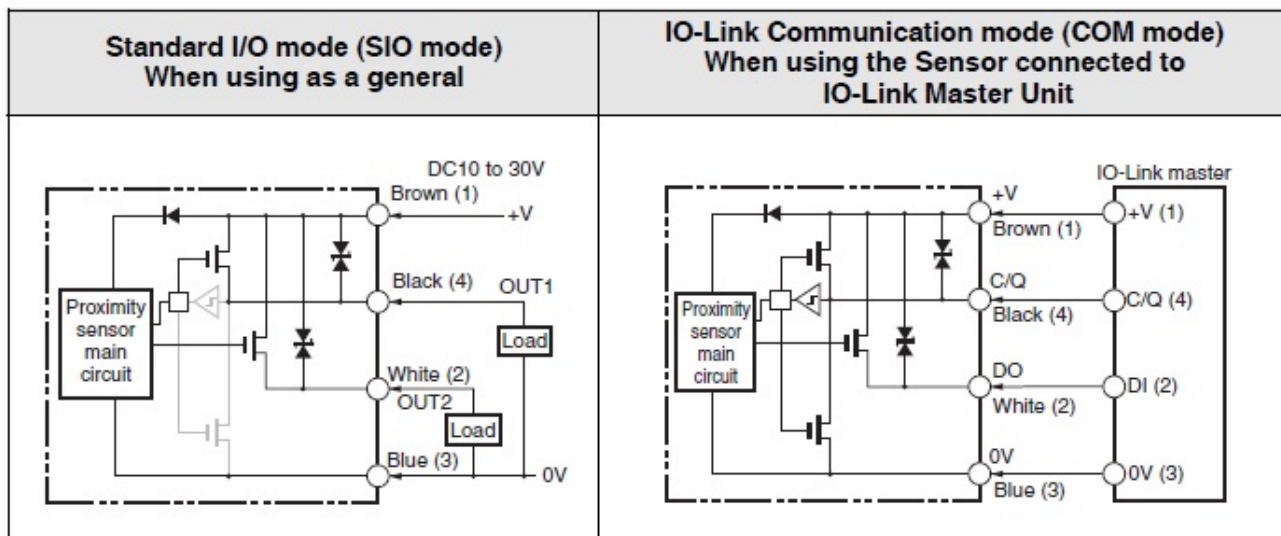 Standard I/O mode (SIO mode)
When using as a general
IO-Link Communication mode (COM mode)
When using the Sensor connected to
IO-Link Master Unit
DC10 to 30V
Brown (1)
+V
Black (4)
OUT1
Proximity
sensor
main
circuit
Load
White (2)
OUT2
Load
Blue (3)
0V
IO-Link master
+V
+V (1)
Brown (1)
C/Q
C/Q (4)
Black (4)
Proximity
sensor
main
circuit
DO
DI (2)
White (2)
0V
0V (3)
Blue (3)